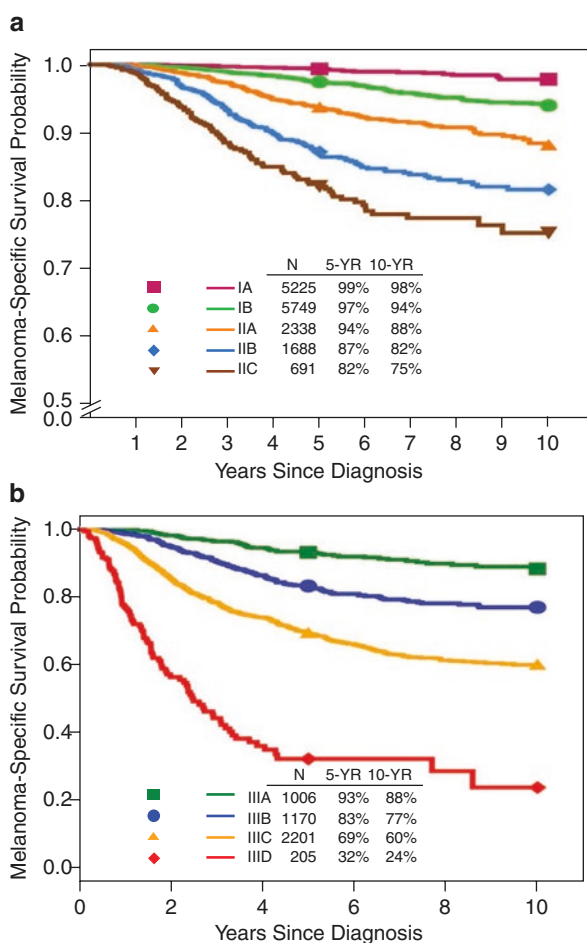 a
Melanoma-Specific Survival Probability
1.0
0.9
0.8
0.7
0.6
0.5
0.0
N 5-YR 10-YR
IA 5225 99% 98%
IB 5749 97% 94%
IIA 2338 94% 88%
IIB 1688 87% 82%
IIC 691 82% 75%
1 2 3 4 5 6 7 8 9 10
Years Since Diagnosis
b
Melanoma-Specific Survival Probability
1.0
0.8
0.6
0.4
0.2
0.0
N 5-YR 10-YR
IIIA 1006 93% 88%
IIIB 1170 83% 77%
IIIC 2201 69% 60%
IIID 205 32% 24%
0 2 4 6 8 10
Years Since Diagnosis